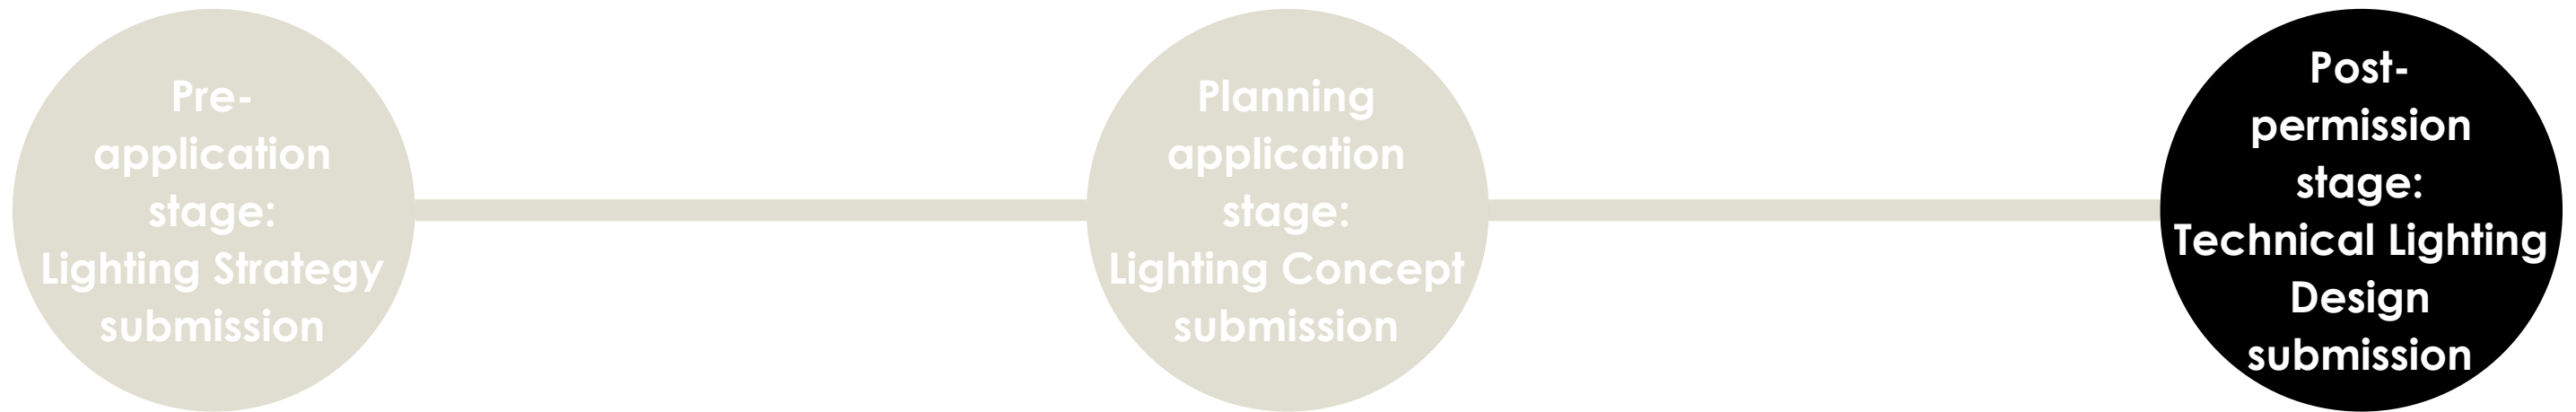 Pre-
application
stage:
Lighting Strategy
submission
Planning
application
stage:
Lighting Concept
submission
Post-
permission
stage:
Technical Lighting
Design
submission